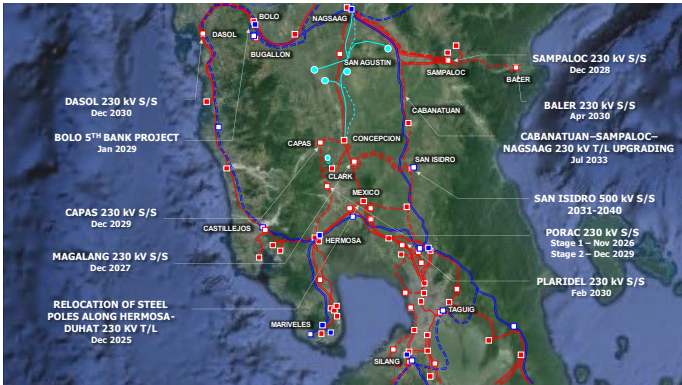 BOLO
NAGSAAG
DASOL
BUGALLON
SAN AGUSTIN
SAMPALOC
BALER
SAMPALOC 230 kV S/S
Dec 2028
DASOL 230 kV S/S
Dec 2030
BALER 230 kV S/S
Apr 2030
CABANATUAN
BOLO 5TH BANK PROJECT
Jan 2029
CABANATUAN–SAMPALOC–
NAGSAAG 230 kV T/L UPGRADING
Jul 2033
CAPAS
CONCEPCION
SAN ISIDRO
CLARK
MEXICO
SAN ISIDRO 500 kV S/S
2031-2040
CAPAS 230 kV S/S
Dec 2029
CASTILLEJOS
HERMOSA
PORAC 230 kV S/S
Stage 1 – Nov 2026
Stage 2 – Dec 2029
MAGALANG 230 kV S/S
Dec 2027
PLARIDEL 230 kV S/S
Feb 2030
RELOCATION OF STEEL
POLES ALONG HERMOSA-
DUHAT 230 KV T/L
Dec 2025
MARIVELES
TAGUIG
SILANG